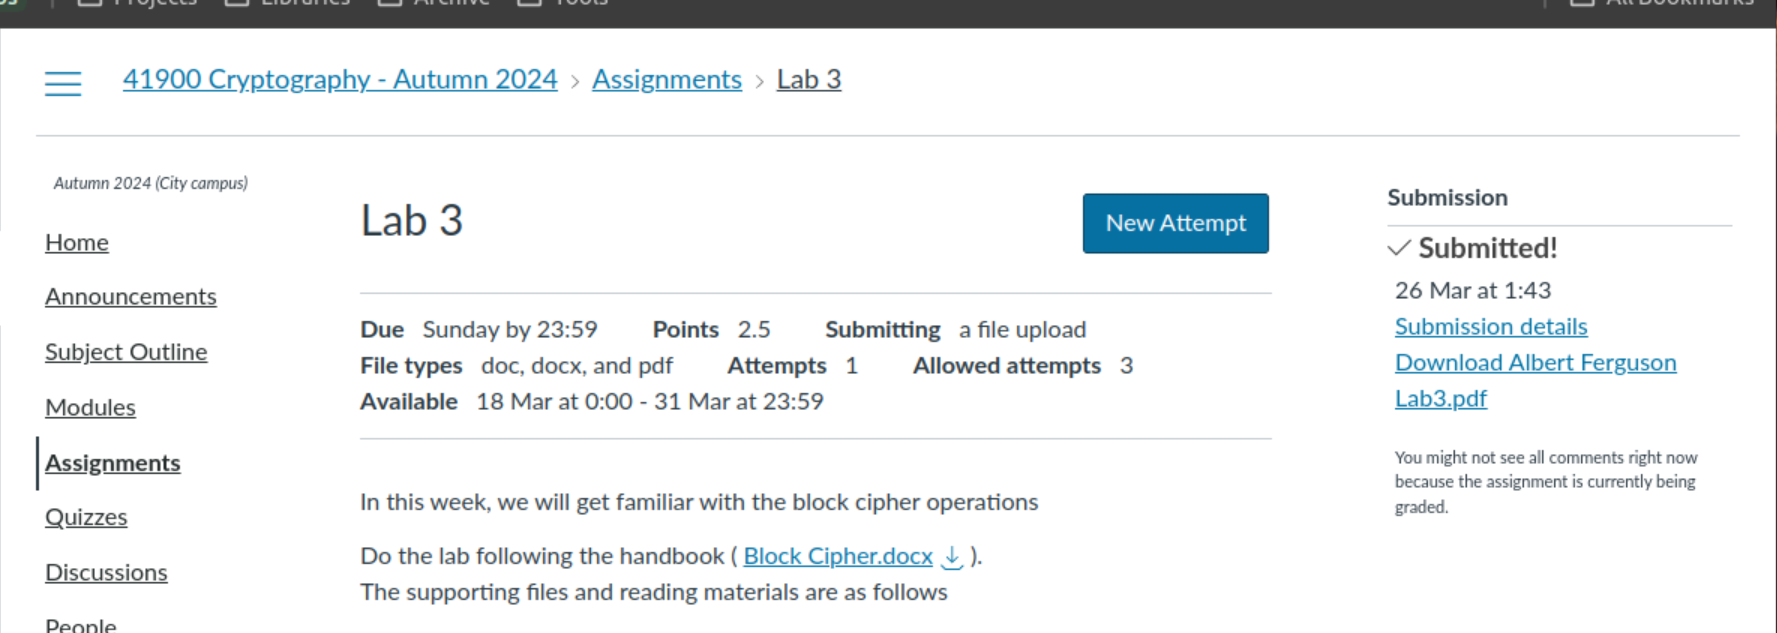 Projects Libraries Archive Tools All Bookmarks
41900 Cryptography - Autumn 2024 > Assignments > Lab 3
Autumn 2024 (City campus)
Home
Announcements
Subject Outline
Modules
Assignments
Quizzes
Discussions
People
Lab 3
New Attempt
Due Sunday by 23:59 Points 2.5 Submitting a file upload
File types doc, docx, and pdf Attempts 1 Allowed attempts 3
Available 18 Mar at 0:00 - 31 Mar at 23:59
In this week, we will get familiar with the block cipher operations
Do the lab following the handbook ( Block Cipher.docx ).
The supporting files and reading materials are as follows
Submission
Submitted!
26 Mar at 1:43
Submission details
Download Albert Ferguson
Lab3.pdf
You might not see all comments right now
because the assignment is currently being
graded.